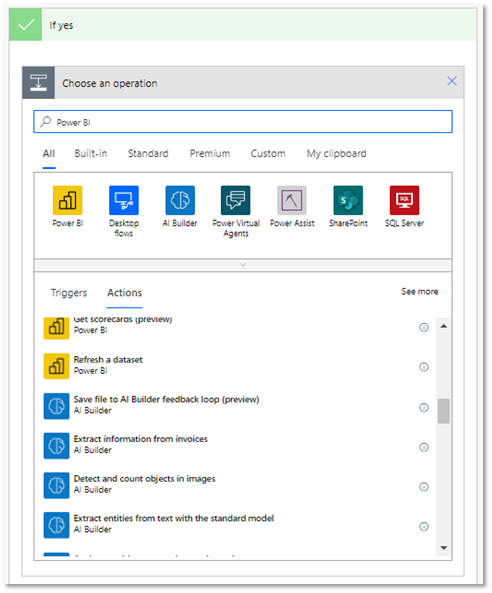 If yes
Choose an operation
Power BI
All Built-in Standard Premium Custom My clipboard
Power BI Desktop flows AI Builder Power Virtual Agents Power Assist SharePoint SQL Server
Triggers Actions See more
Get scorecards (preview)
Power BI
Refresh a dataset
Power BI
Save file to AI Builder feedback loop (preview)
AI Builder
Extract information from invoices
AI Builder
Detect and count objects in images
AI Builder
Extract entities from text with the standard model
AI Builder